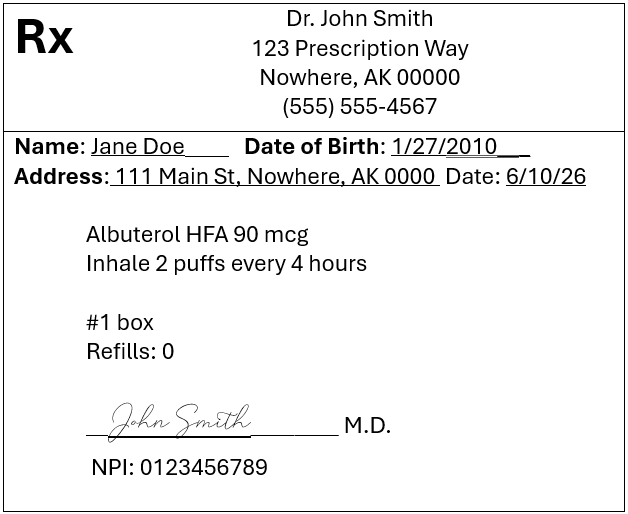 Rx
Dr. John Smith
123 Prescription Way
Nowhere, AK 00000
(555) 555-4567
Name: Jane Doe____ Date of Birth: 1/27/2010___
Address: 111 Main St, Nowhere, AK 0000 Date: 6/10/26
Albuterol HFA 90 mcg
Inhale 2 puffs every 4 hours
#1 box
Refills: 0
John Smith M.D.
NPI: 0123456789